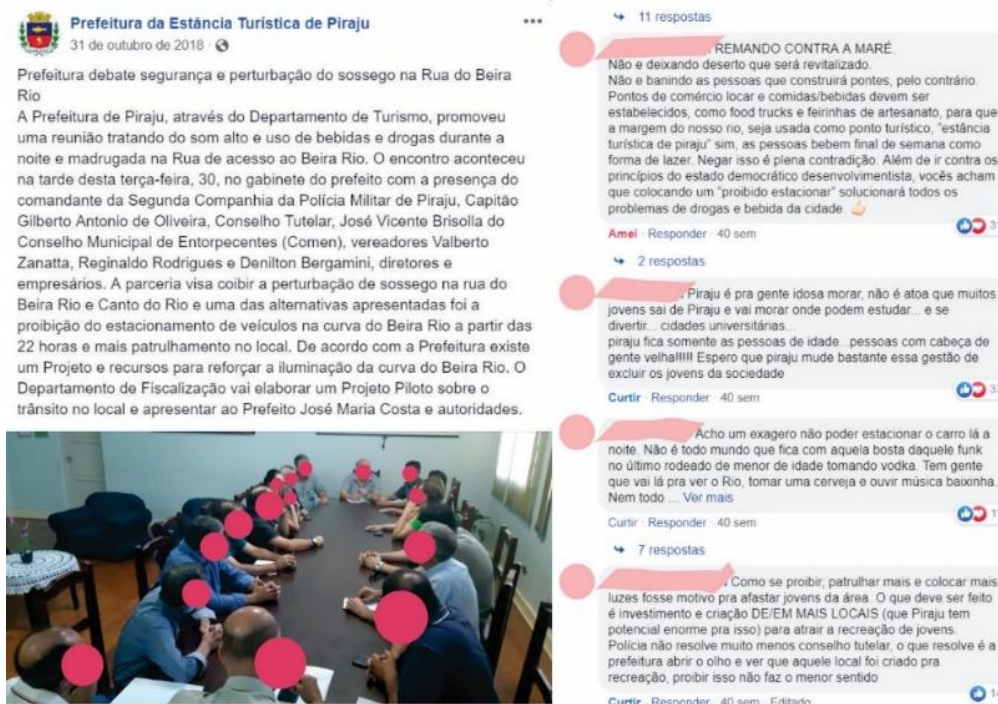 Prefeitura da Estância Turística de Piraju
31 de outubro de 2018
Prefeitura debate segurança e perturbação do sossego na Rua do Beira
Rio
A Prefeitura de Piraju, através do Departamento de Turismo, promoveu
uma reunião tratando do som alto e uso de bebidas e drogas durante a
noite e madrugada na Rua de acesso ao Beira Rio. O encontro aconteceu
na tarde desta terça-feira, 30, no gabinete do prefeito com a presença do
comandante da Segunda Companhia da Polícia Militar de Piraju, Capitão
Gilberto Antonio de Oliveira, Conselho Tutelar, José Vicente Brisolla do
Conselho Municipal de Entorpecentes (Comen), vereadores Valberto
Zanatta, Reginaldo Rodrigues e Denilton Bergamini, diretores e
empresários. A parceria visa coibir a perturbação de sossego na rua do
Beira Rio e Canto do Rio e uma das alternativas apresentadas foi a
proibição do estacionamento de veículos na curva do Beira Rio a partir das
22 horas e mais patrulhamento no local. De acordo com a Prefeitura existe
um Projeto e recursos para reforçar a iluminação da curva do Beira Rio. O
Departamento de Fiscalização vai elaborar um Projeto Piloto sobre o
trânsito no local e apresentar ao Prefeito José Maria Costa e autoridades.
11 respostas
REMANDO CONTRA A MARÉ
Não e deixando deserto que será revitalizado.
Não e banindo as pessoas que construirá pontes, pelo contrário.
Pontos de comércio locar e comidas/bebidas devem ser
estabelecidos, como food trucks e feirinhas de artesanato, para que
a margem do nosso rio, seja usada como ponto turístico, "estância
turística de piraju" sim, as pessoas bebem final de semana como
forma de lazer. Negar isso é plena contradição. Além de ir contra os
princípios do estado democrático desenvolvimentista, vocês acham
que colocando um "proibido estacionar" solucionará todos os
problemas de drogas e bebida da cidade. 👍🏻
Amei · Responder · 40 sem
2 respostas
Piraju é pra gente idosa morar, não é atoa que muitos
jovens sai de Piraju e vai morar onde podem estudar... e se
divertir... cidades universitárias...
piraju fica somente as pessoas de idade...pessoas com cabeça de
gente velha!!!!! Espero que piraju mude bastante essa gestão de
excluir os jovens da sociedade
Curtir · Responder · 40 sem
Acho um exagero não poder estacionar o carro lá a
noite. Não é todo mundo que fica com aquela bosta daquele funk
no último rodeado de menor de idade tomando vodka. Tem gente
que vai lá pra ver o Rio, tomar uma cerveja e ouvir música baixinha.
Nem todo ... Ver mais
Curtir · Responder · 40 sem
7 respostas
Como se proibir, patrulhar mais e colocar mais
luzes fosse motivo pra afastar jovens da área. O que deve ser feito
é investimento e criação DE/EM MAIS LOCAIS (que Piraju tem
potencial enorme pra isso) para atrair a recreação de jovens.
Polícia não resolve muito menos conselho tutelar, o que resolve é a
prefeitura abrir o olho e ver que aquele local foi criado pra
recreação, proibir isso não faz o menor sentido
Curtir · Responder · 40 sem · Editado